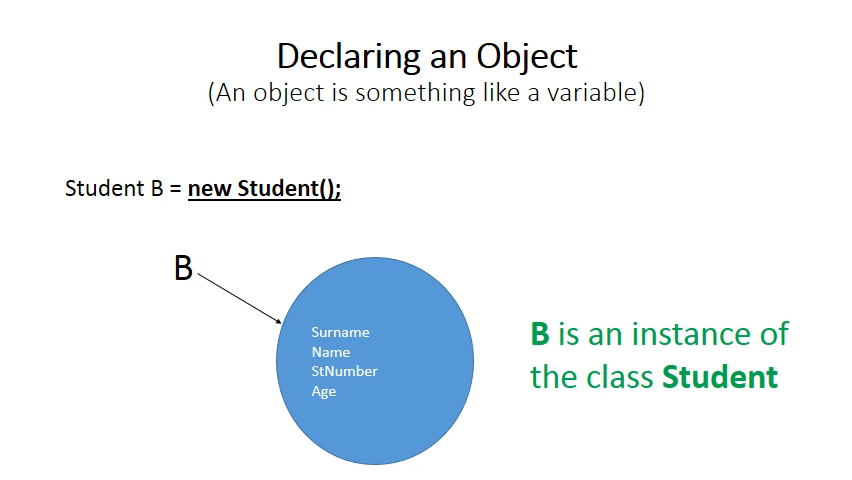 Declaring an Object
(An object is something like a variable)
Student B = new Student();
B
Surname
Name
StNumber
Age
B is an instance of
the class Student